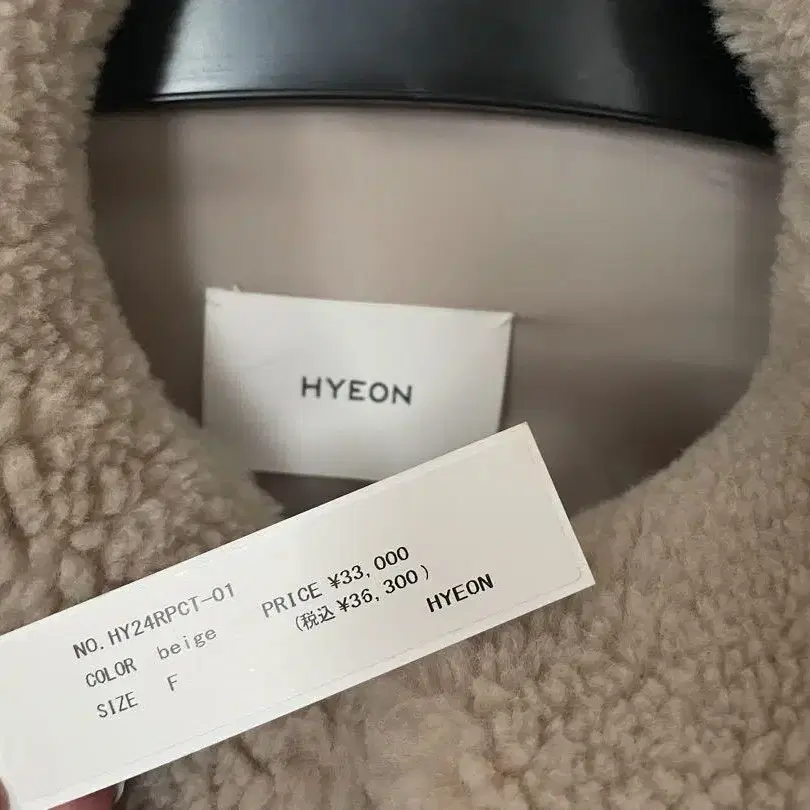 HYEON
NO. HY24RPCT-01
COLOR beige
SIZE F
PRICE ¥33,000
(税込¥36,300)
HYEON